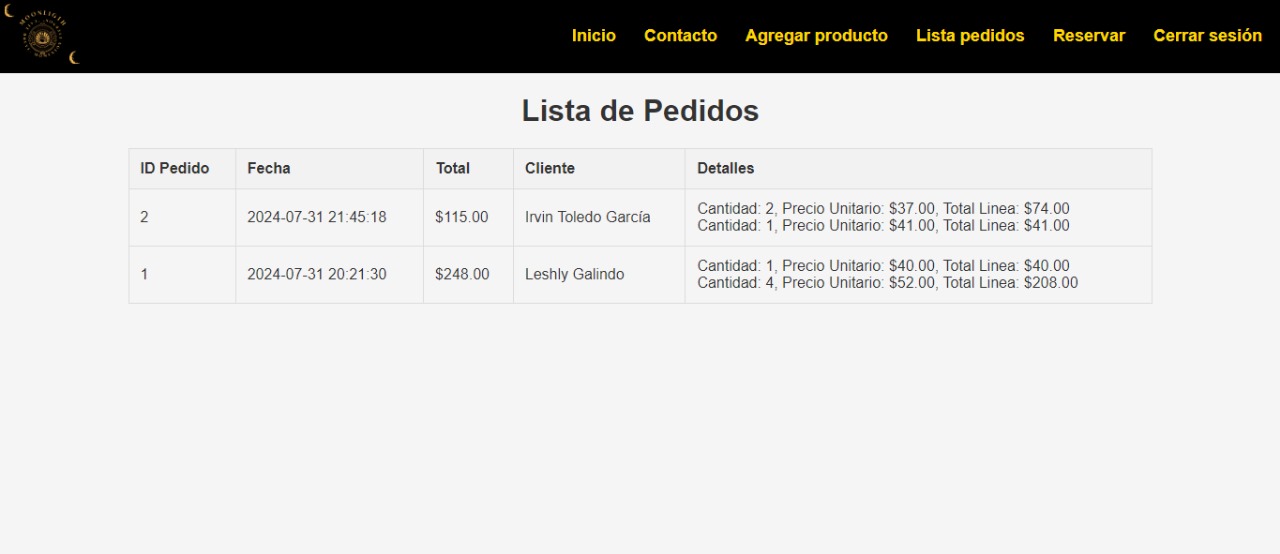 MOONLIGTH
Inicio Contacto Agregar producto Lista pedidos Reservar Cerrar sesión
Lista de Pedidos
ID Pedido Fecha Total Cliente Detalles
2 2024-07-31 21:45:18 $115.00 Irvin Toledo García Cantidad: 2, Precio Unitario: $37.00, Total Linea: $74.00
Cantidad: 1, Precio Unitario: $41.00, Total Linea: $41.00
1 2024-07-31 20:21:30 $248.00 Leshly Galindo Cantidad: 1, Precio Unitario: $40.00, Total Linea: $40.00
Cantidad: 4, Precio Unitario: $52.00, Total Linea: $208.00